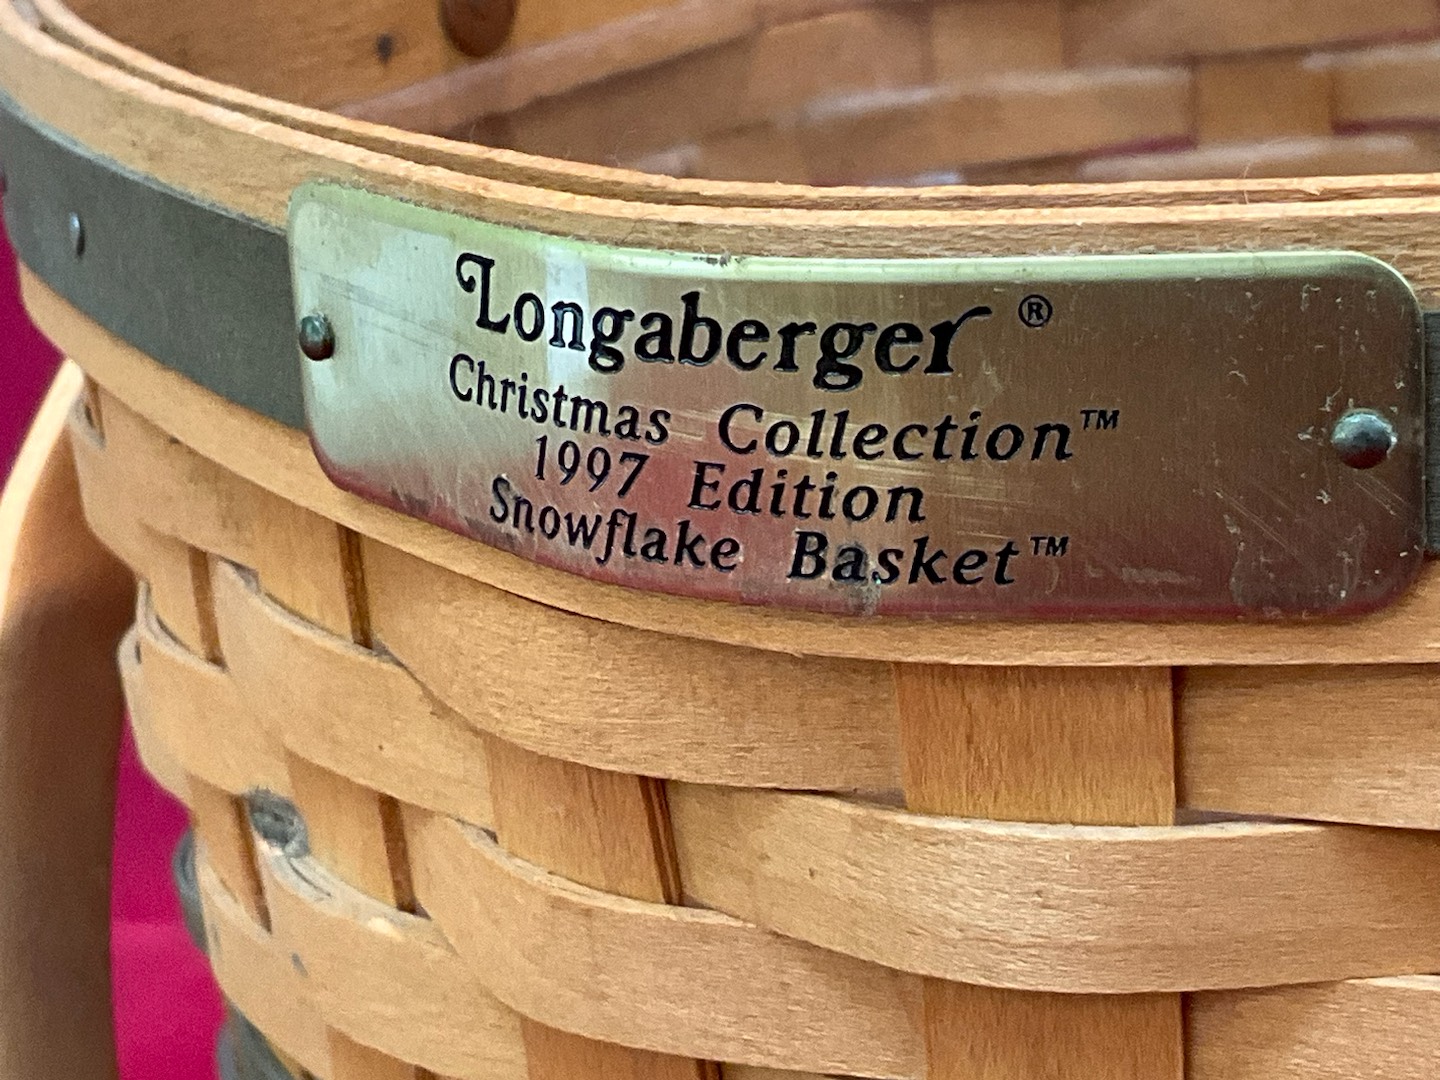 Longaberger ®
Christmas Collection™
1997 Edition
Snowflake Basket™